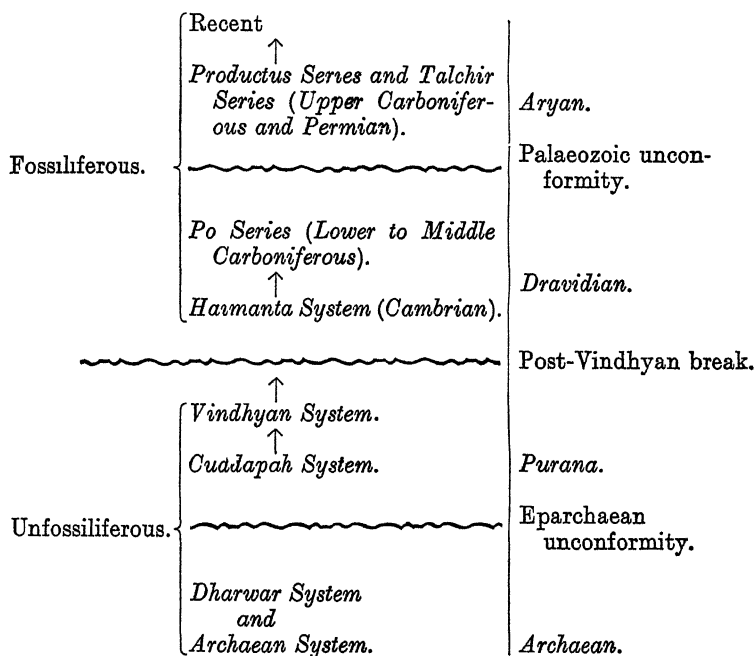 Recent
Productus Series and Talchir
Series (Upper Carbonifer-
ous and Permian).
Aryan.
Fossiliferous.
Palaeozoic uncon-
formity.
Po Series (Lower to Middle
Carboniferous).
Dravidian.
Haimanta System (Cambrian).
Post-Vindhyan break.
Vindhyan System.
Cuddapah System.
Purana.
Unfossiliferous.
Eparchaean
unconformity.
Dharwar System
and
Archaean System.
Archaean.